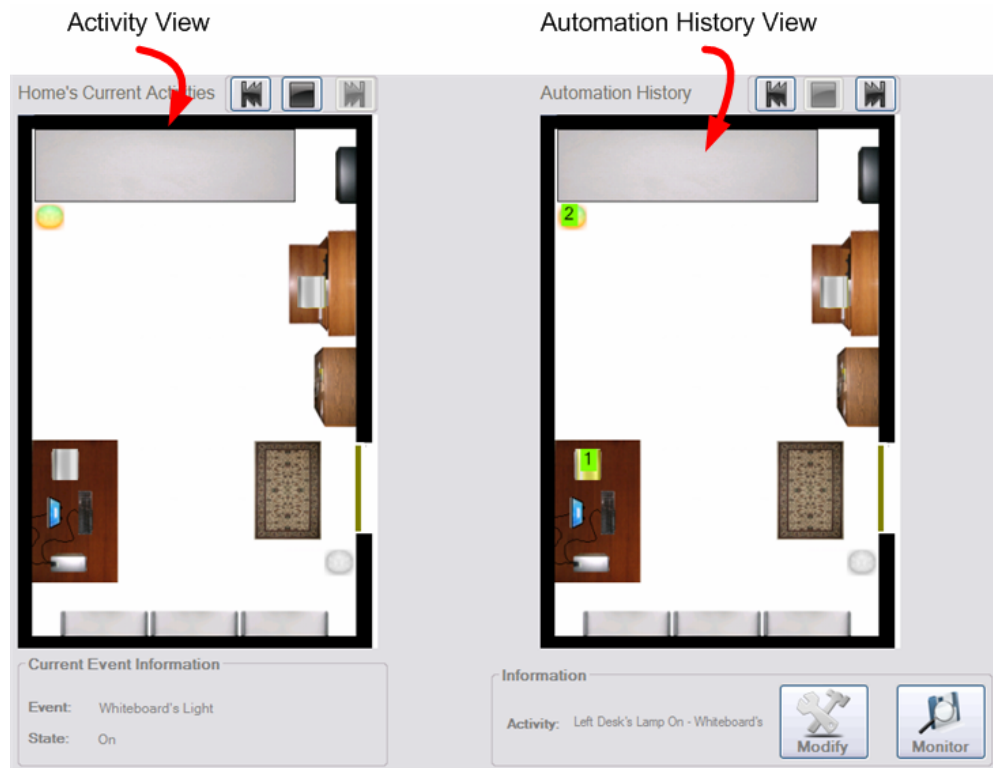 Activity View
Automation History View
Home's Current Activities
Automation History
2
1
Current Event Information
Event: Whiteboard's Light
State: On
Information
Activity: Left Desk's Lamp On - Whiteboard's
Modify
Monitor